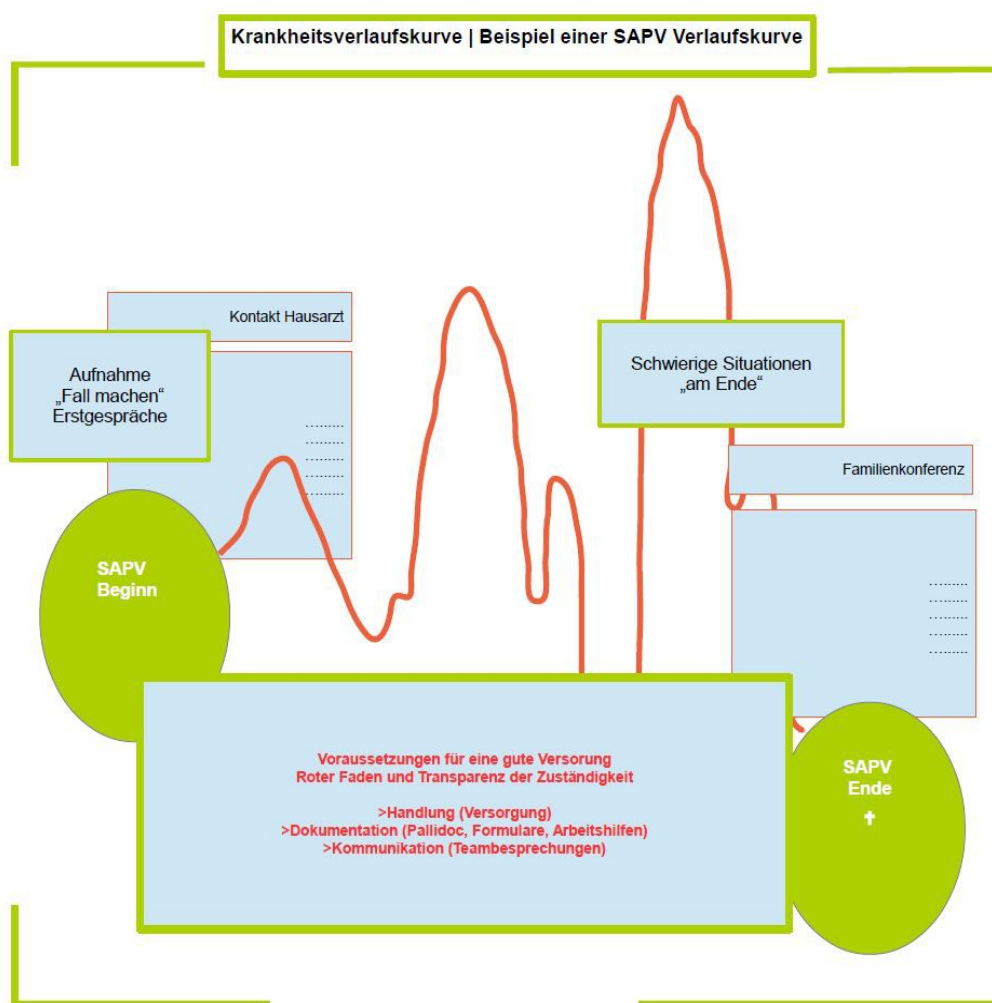 Krankheitsverlaufskurve | Beispiel einer SAPV Verlaufskurve
Kontakt Hausarzt
Aufnahme
„Fall machen“
Erstgespräche
.........
.........
.........
.........
.........
Schwierige Situationen
„am Ende“
Familienkonferenz
.........
.........
.........
.........
.........
SAPV
Beginn
Voraussetzungen für eine gute Versorung
Roter Faden und Transparenz der Zuständigkeit
>Handlung (Versorgung)
>Dokumentation (Pallidoc, Formulare, Arbeitshilfen)
>Kommunikation (Teambesprechungen)
SAPV
Ende
✝